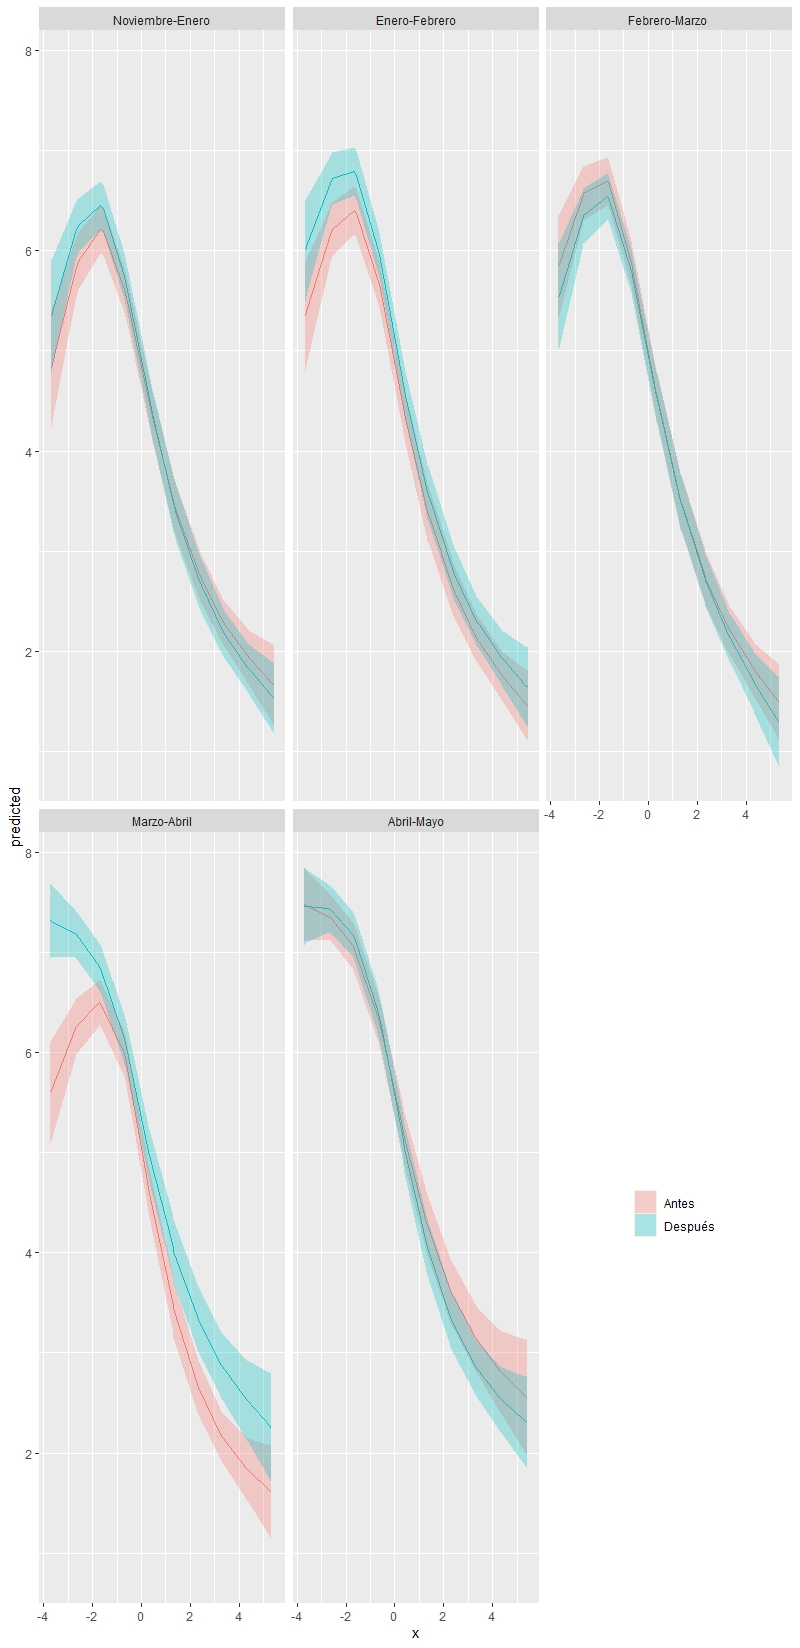 Noviembre-Enero
Enero-Febrero
Febrero-Marzo
8
6
4
2
-4 -2 0 2 4
predicted
Marzo-Abril
Abril-Mayo
8
6
4
2
Antes
Después
-4 -2 0 2 4
-4 -2 0 2 4
x